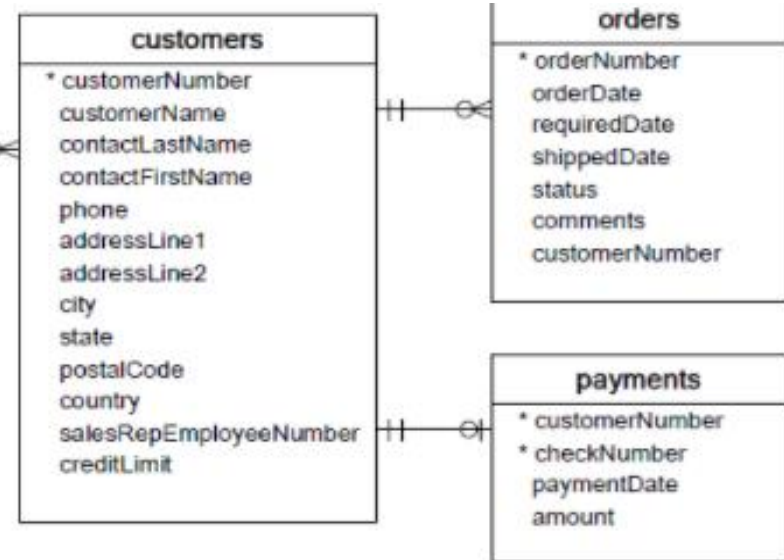 customers
* customerNumber
customerName
contactLastName
contactFirstName
phone
addressLine1
addressLine2
city
state
postalCode
country
salesRepEmployeeNumber
creditLimit
orders
* orderNumber
orderDate
requiredDate
shippedDate
status
comments
customerNumber
payments
* customerNumber
* checkNumber
paymentDate
amount